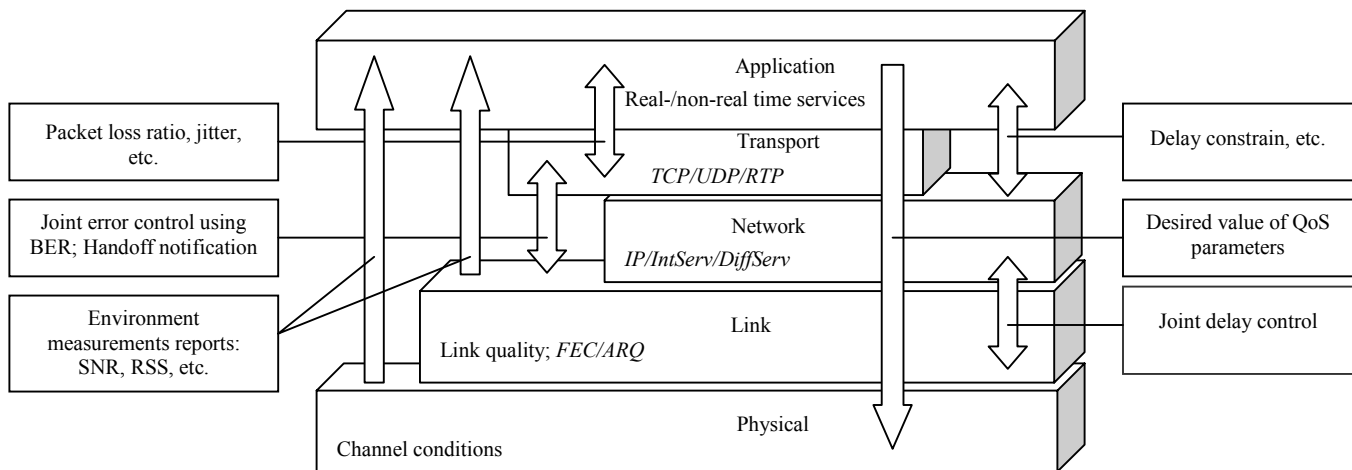 Application
Real-/non-real time services
Packet loss ratio, jitter,
etc.
Transport
TCP/UDP/RTP
Delay constrain, etc.
Joint error control using
BER; Handoff notification
Network
IP/IntServ/DiffServ
Desired value of QoS
parameters
Environment
measurements reports:
SNR, RSS, etc.
Link
Link quality; FEC/ARQ
Joint delay control
Physical
Channel conditions